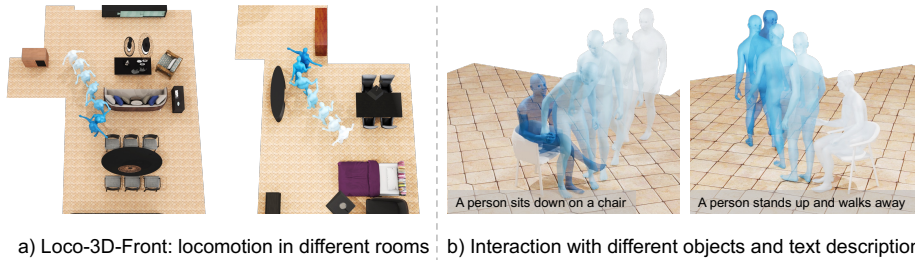 A person sits down on a chair
A person stands up and walks away
a) Loco-3D-Front: locomotion in different rooms
b) Interaction with different objects and text description